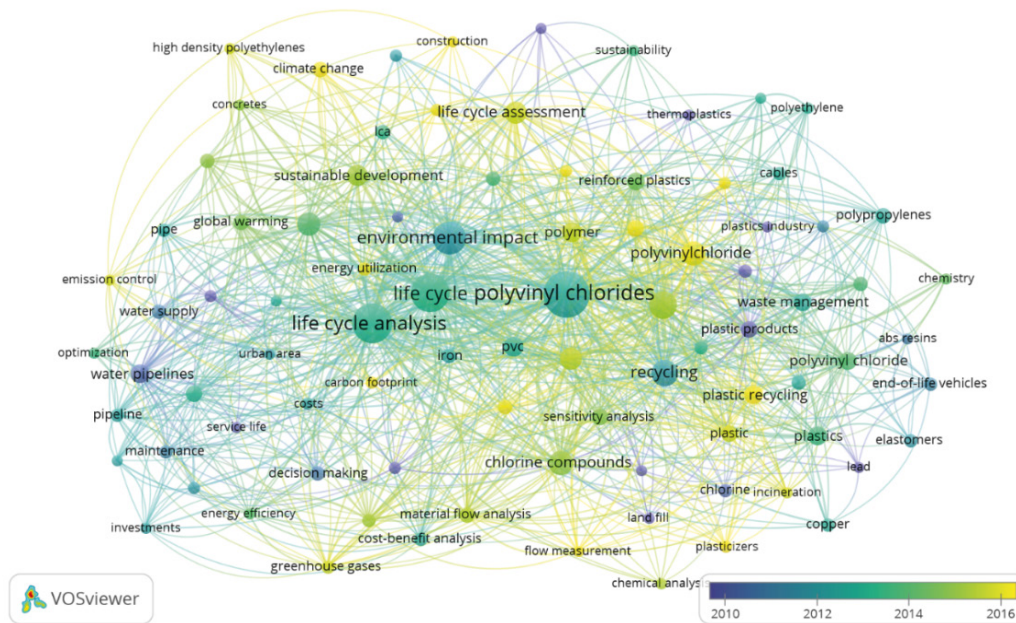 high density polyethylenes
construction
sustainability
climate change
concretes
life cycle assessment
thermoplastics
polyethylene
lca
sustainable development
reinforced plastics
cables
global warming
pipe
environmental impact
polymer
plastics industry
polypropylenes
emission control
energy utilization
polyvinylchloride
chemistry
life cycle
polyvinyl chlorides
water supply
life cycle analysis
waste management
plastic products
abs resins
optimization
urban area
iron
pvc
water pipelines
carbon footprint
recycling
polyvinyl chloride
end-of-life vehicles
costs
plastic recycling
pipeline
service life
sensitivity analysis
plastic
plastics
elastomers
maintenance
decision making
chlorine compounds
lead
chlorine
incineration
investments
energy efficiency
material flow analysis
land fill
copper
cost-benefit analysis
flow measurement
plasticizers
greenhouse gases
chemical analysis
VOSviewer
2010
2012
2014
2016